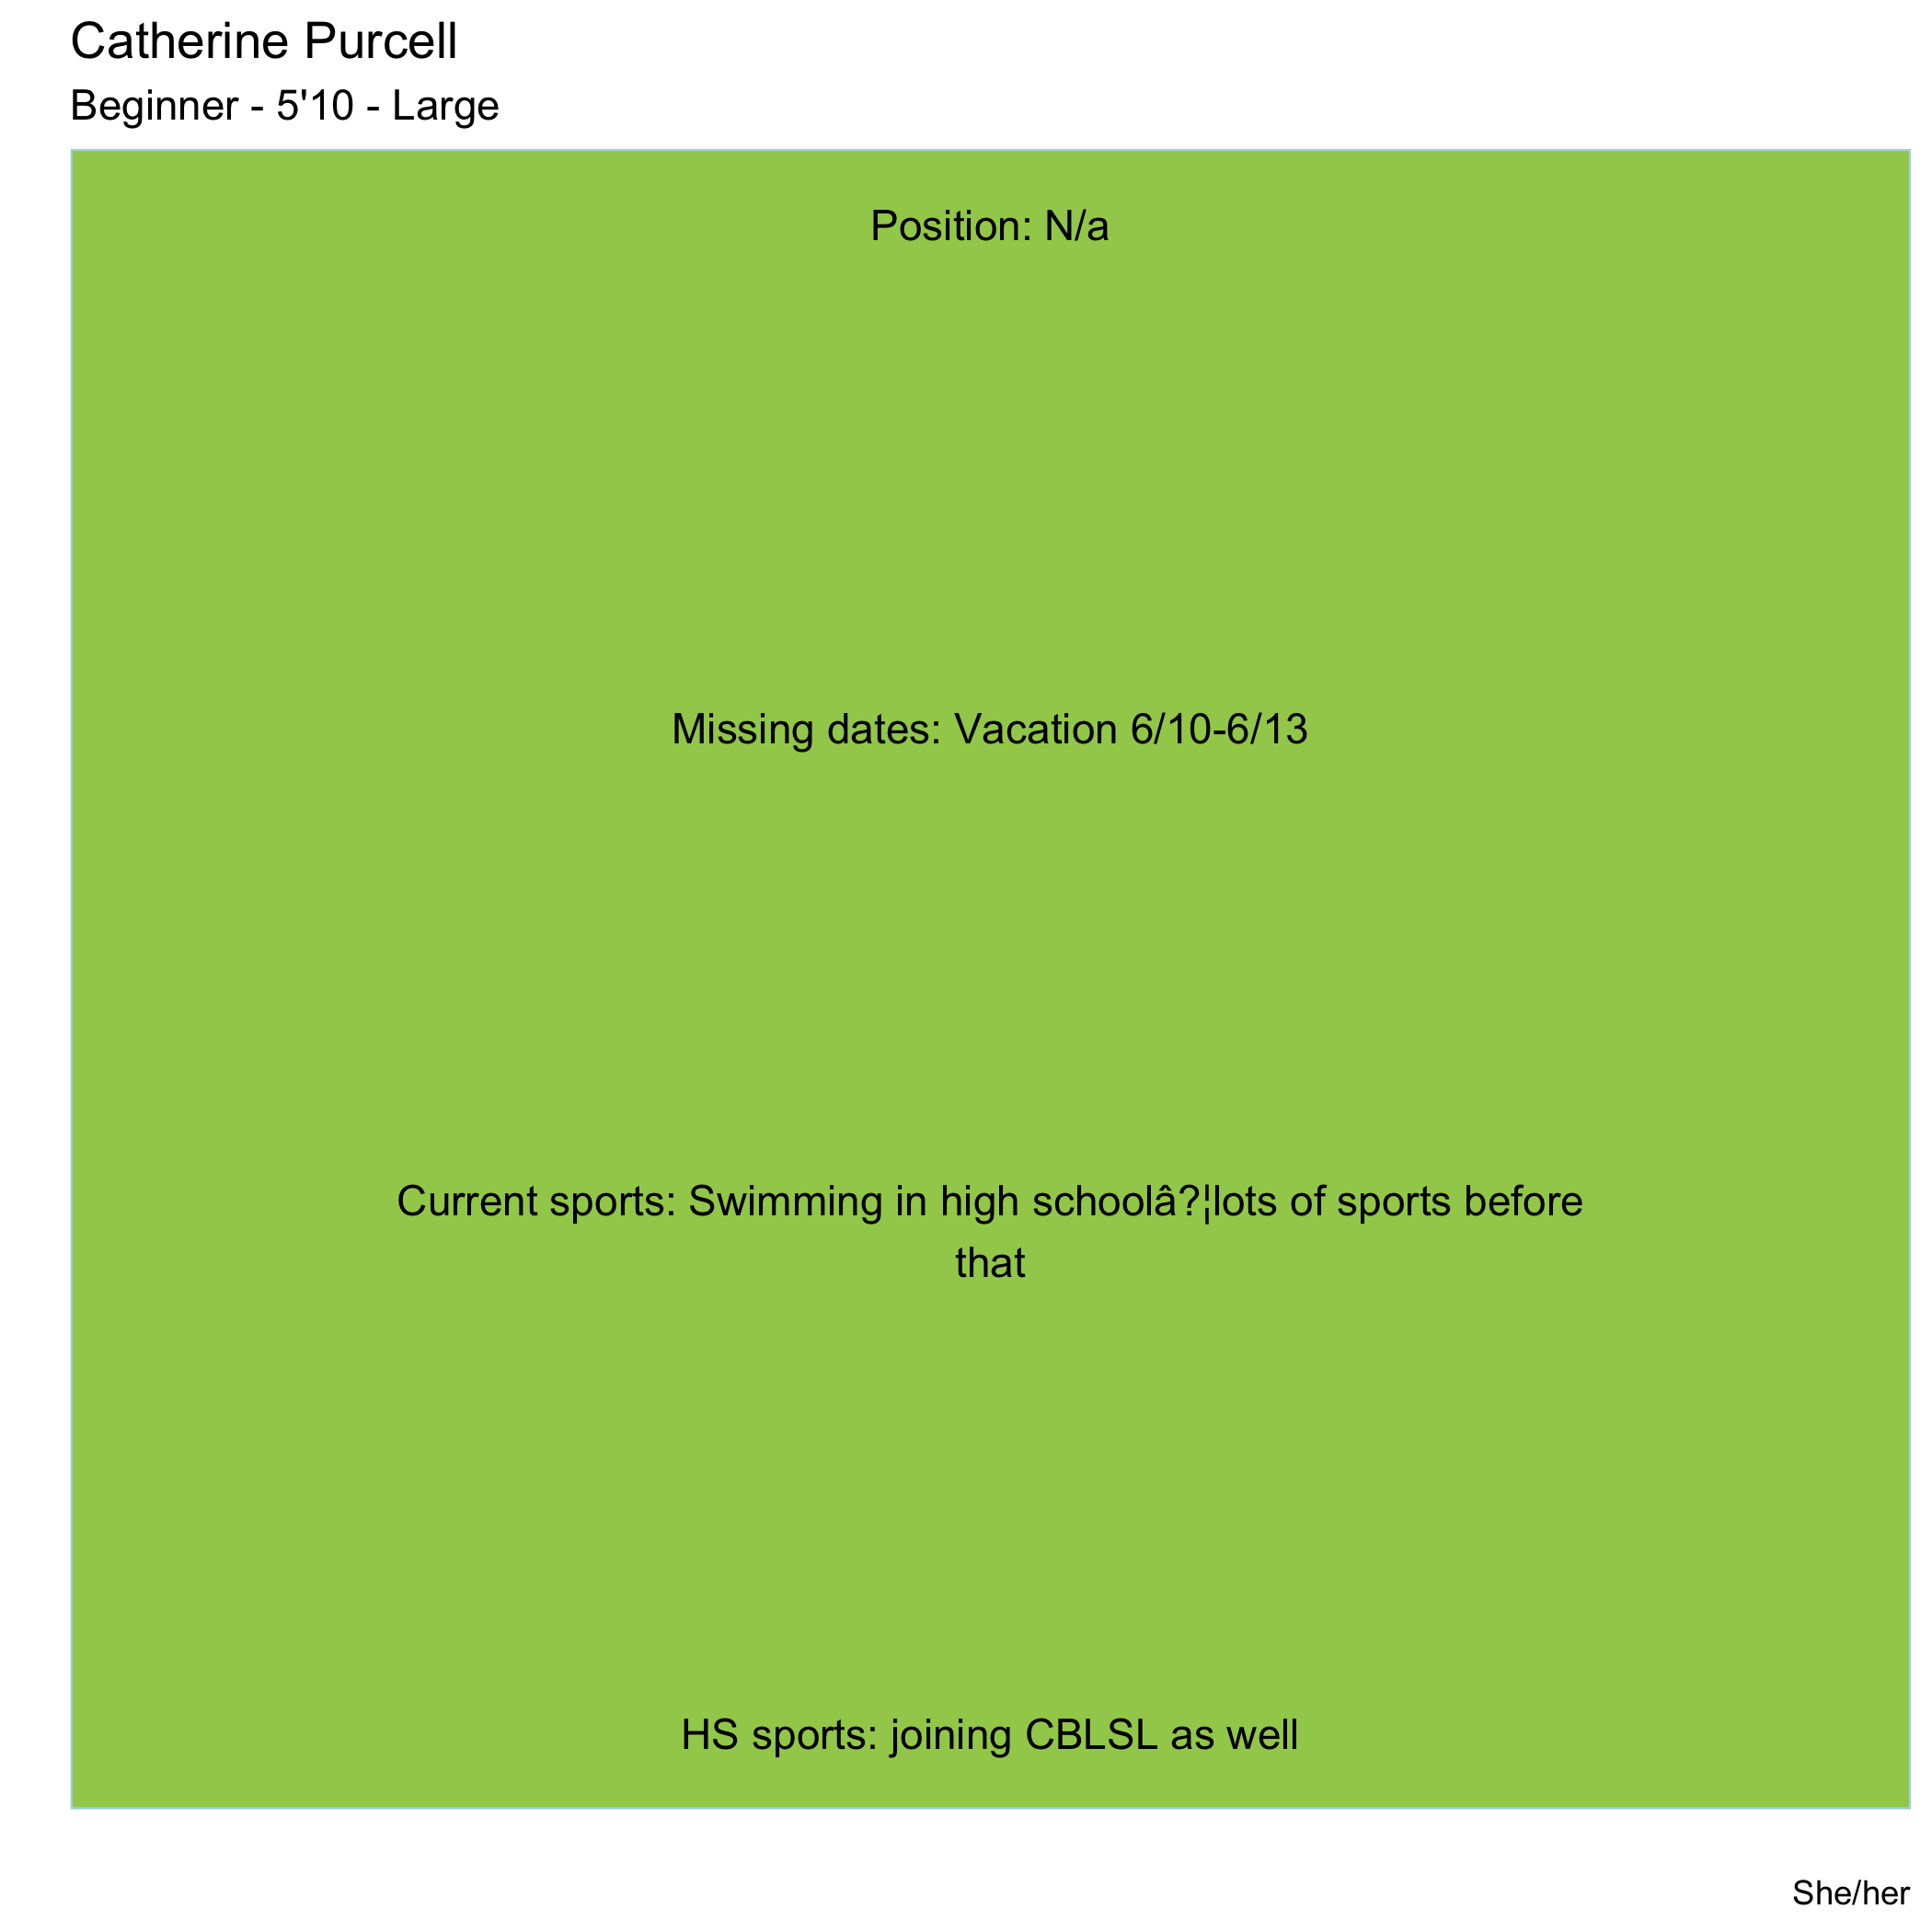 Catherine Purcell
Beginner - 5'10 - Large
Position: N/a
Missing dates: Vacation 6/10-6/13
Current sports: Swimming in high schoolâ?¦lots of sports before
that
HS sports: joining CBLSL as well
She/her